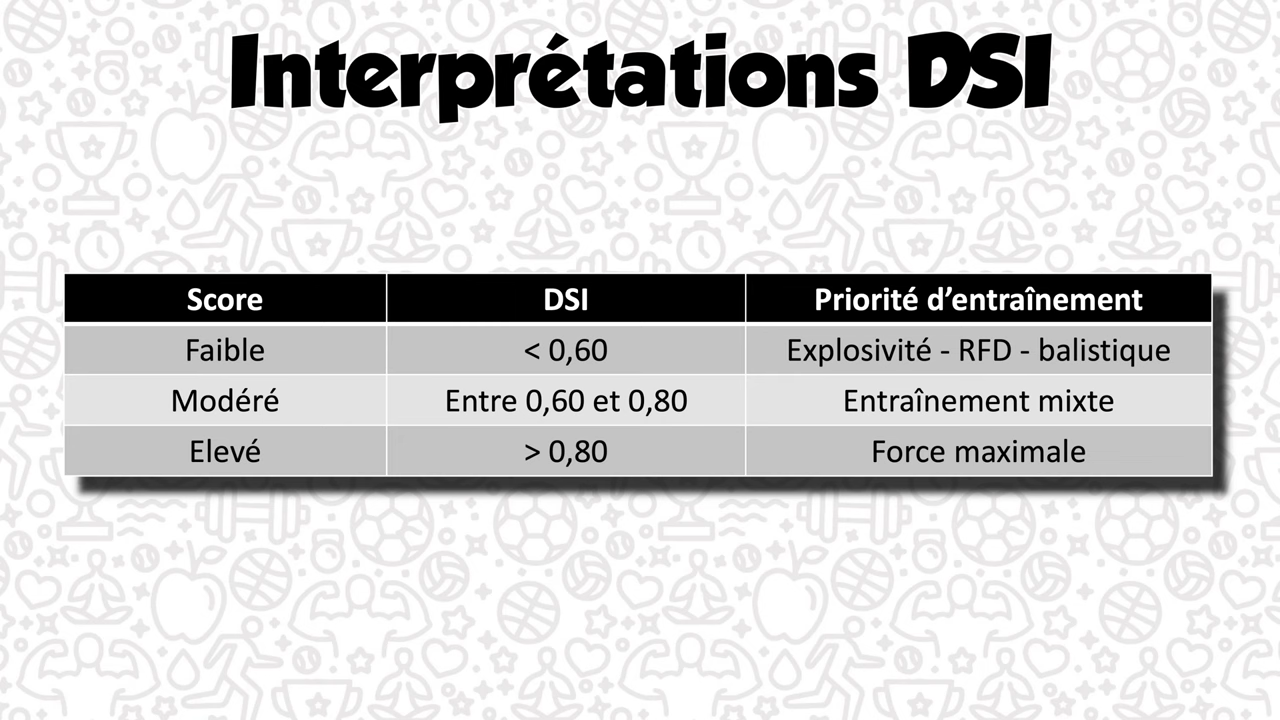 Interprétations DSI
Score DSI Priorité d’entraînement
Faible < 0,60 Explosivité - RFD - balistique
Modéré Entre 0,60 et 0,80 Entraînement mixte
Elevé > 0,80 Force maximale